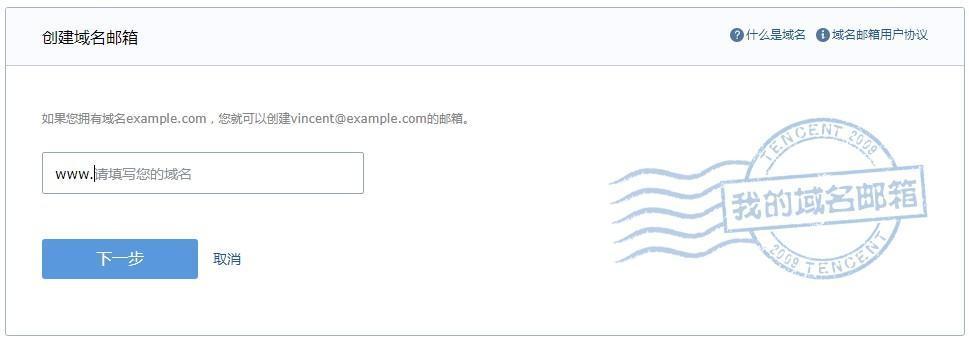 创建域名邮箱
什么是域名 域名邮箱用户协议
如果您拥有域名example.com，您就可以创建vincent@example.com的邮箱。
www.请填写您的域名
TENCENT 2009
我的域名邮箱
2009 TENCENT
下一步 取消